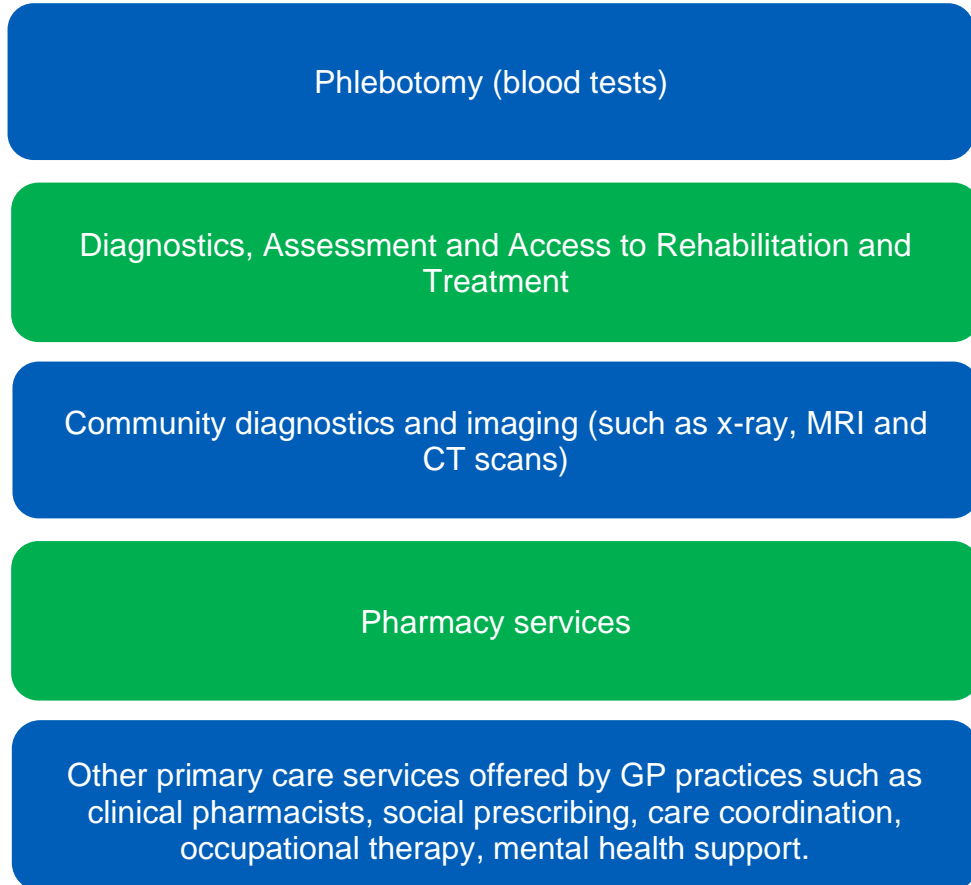 Phlebotomy (blood tests)
Diagnostics, Assessment and Access to Rehabilitation and
Treatment
Community diagnostics and imaging (such as x-ray, MRI and
CT scans)
Pharmacy services
Other primary care services offered by GP practices such as
clinical pharmacists, social prescribing, care coordination,
occupational therapy, mental health support.